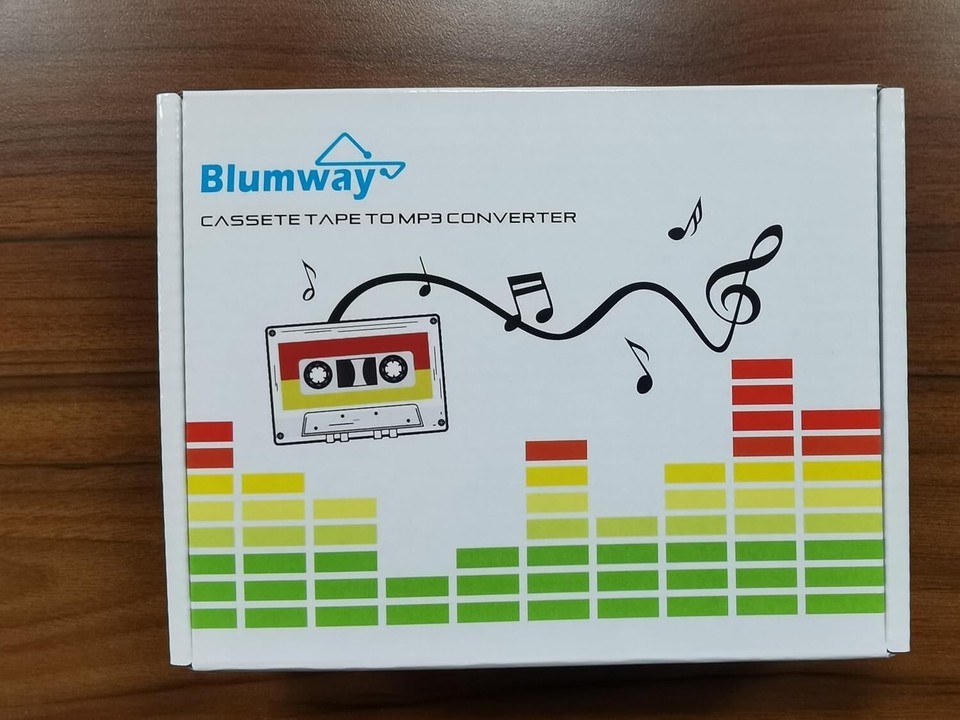 Blumway
CASSETE TAPE TO MP3 CONVERTER